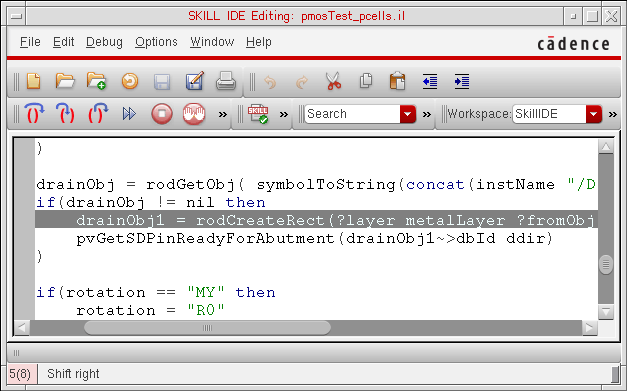 SKILL IDE Editing: pmosTest_pcells.il
File Edit Debug Options Window Help
cādence
» SKILL » Search » Workspace: SkillIDE »
)
drainObj = rodGetObj( symbolToString(concat(instName "/D
if(drainObj != nil then
drainObj1 = rodCreateRect(?layer metalLayer ?fromObj
pvGetSDPinReadyForAbutment(drainObj1~>dbId ddir)
)
if(rotation == "MY" then
rotation = "R0"
5(8) Shift right